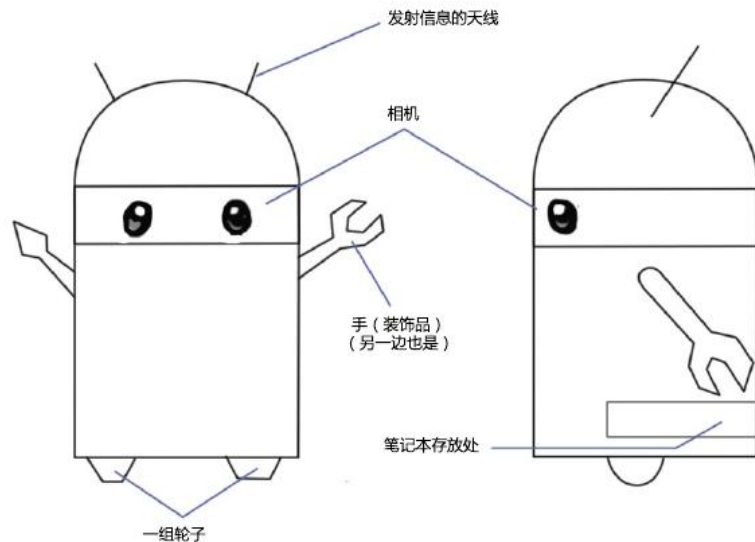 发射信息的天线
相机
手（装饰品）
（另一边也是）
笔记本存放处
一组轮子